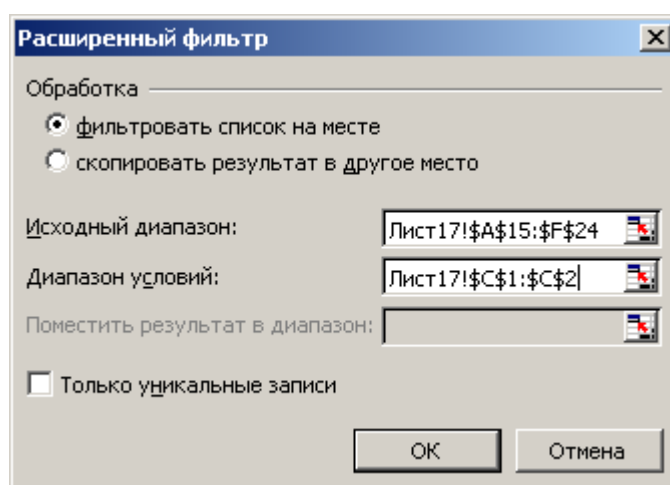 Расширенный фильтр
Обработка
фильтровать список на месте
скопировать результат в другое место
Исходный диапазон: Лист17!$A$15:$F$24
Диапазон условий: Лист17!$C$1:$C$2
Поместить результат в диапазон:
Только уникальные записи
ОК Отмена